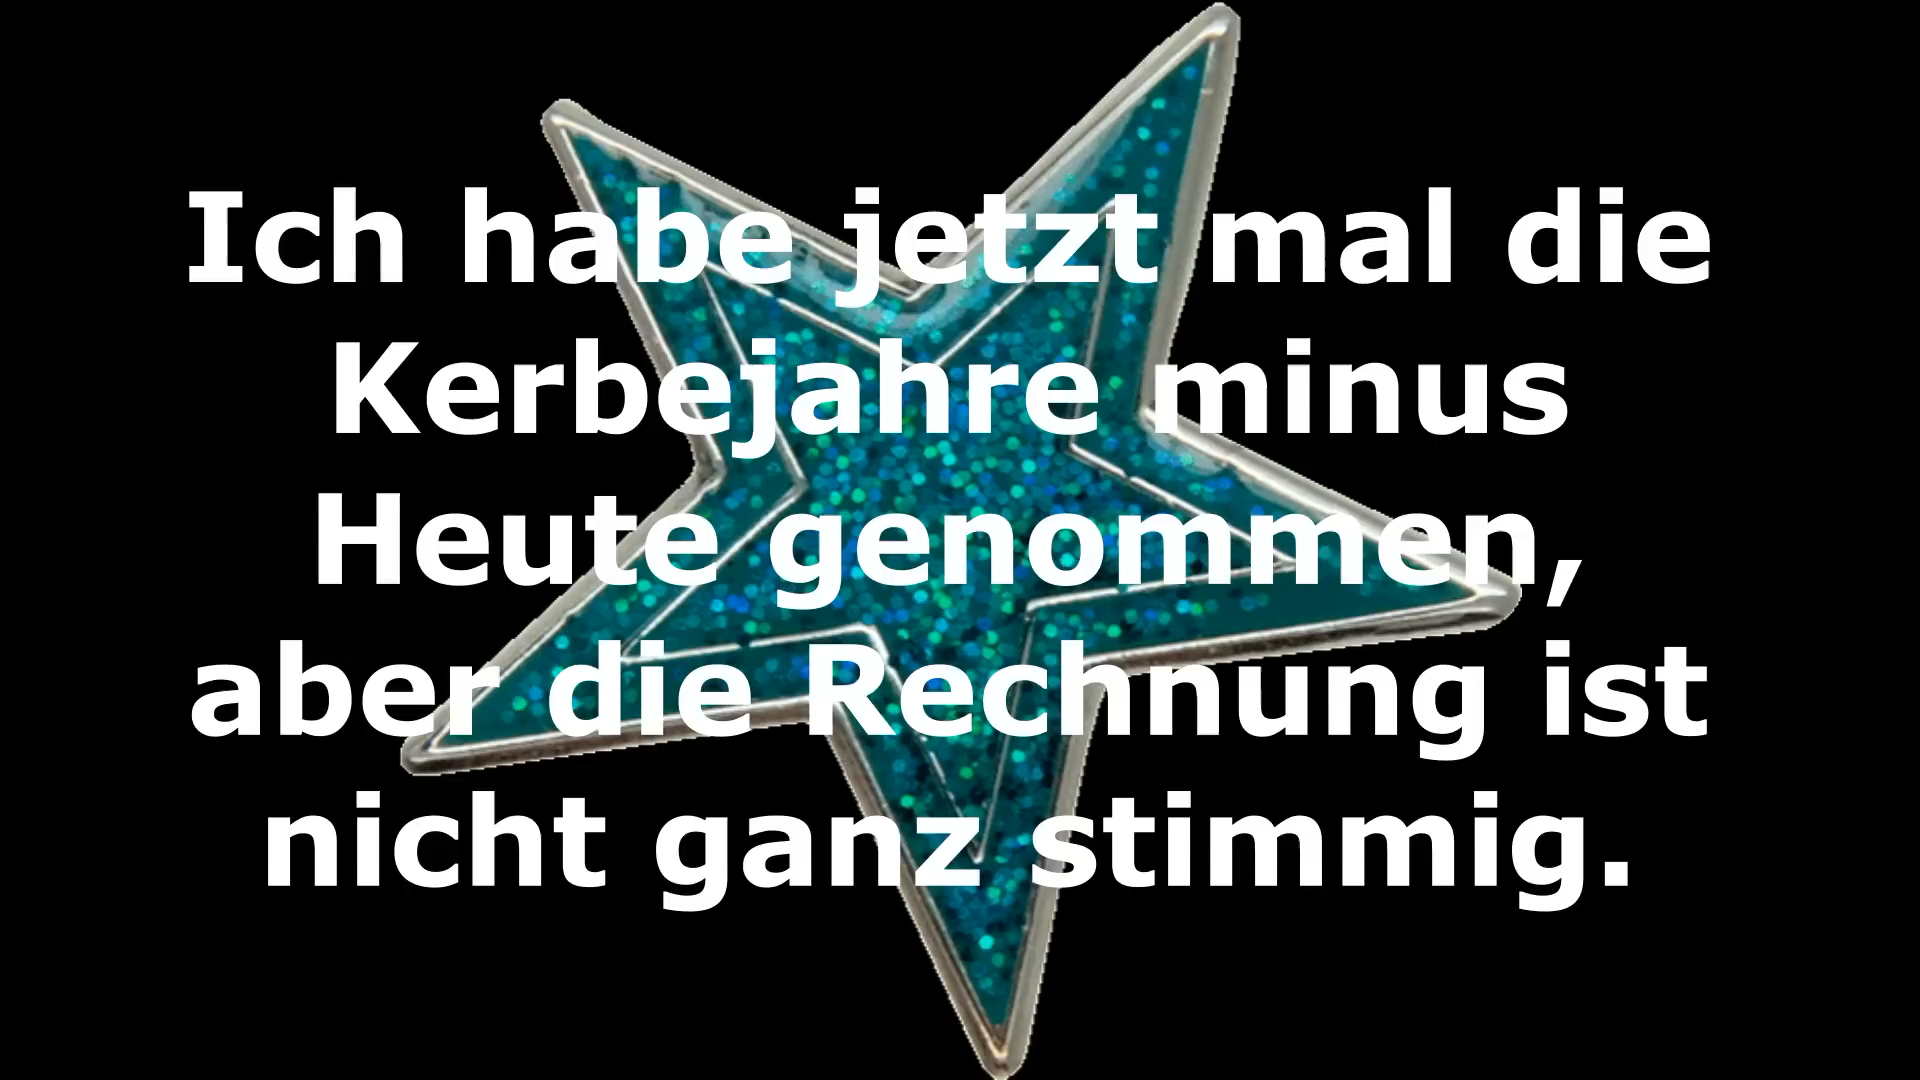 Ich habe jetzt mal die
Kerbejahre minus
Heute genommen,
aber die Rechnung ist
nicht ganz stimmig.